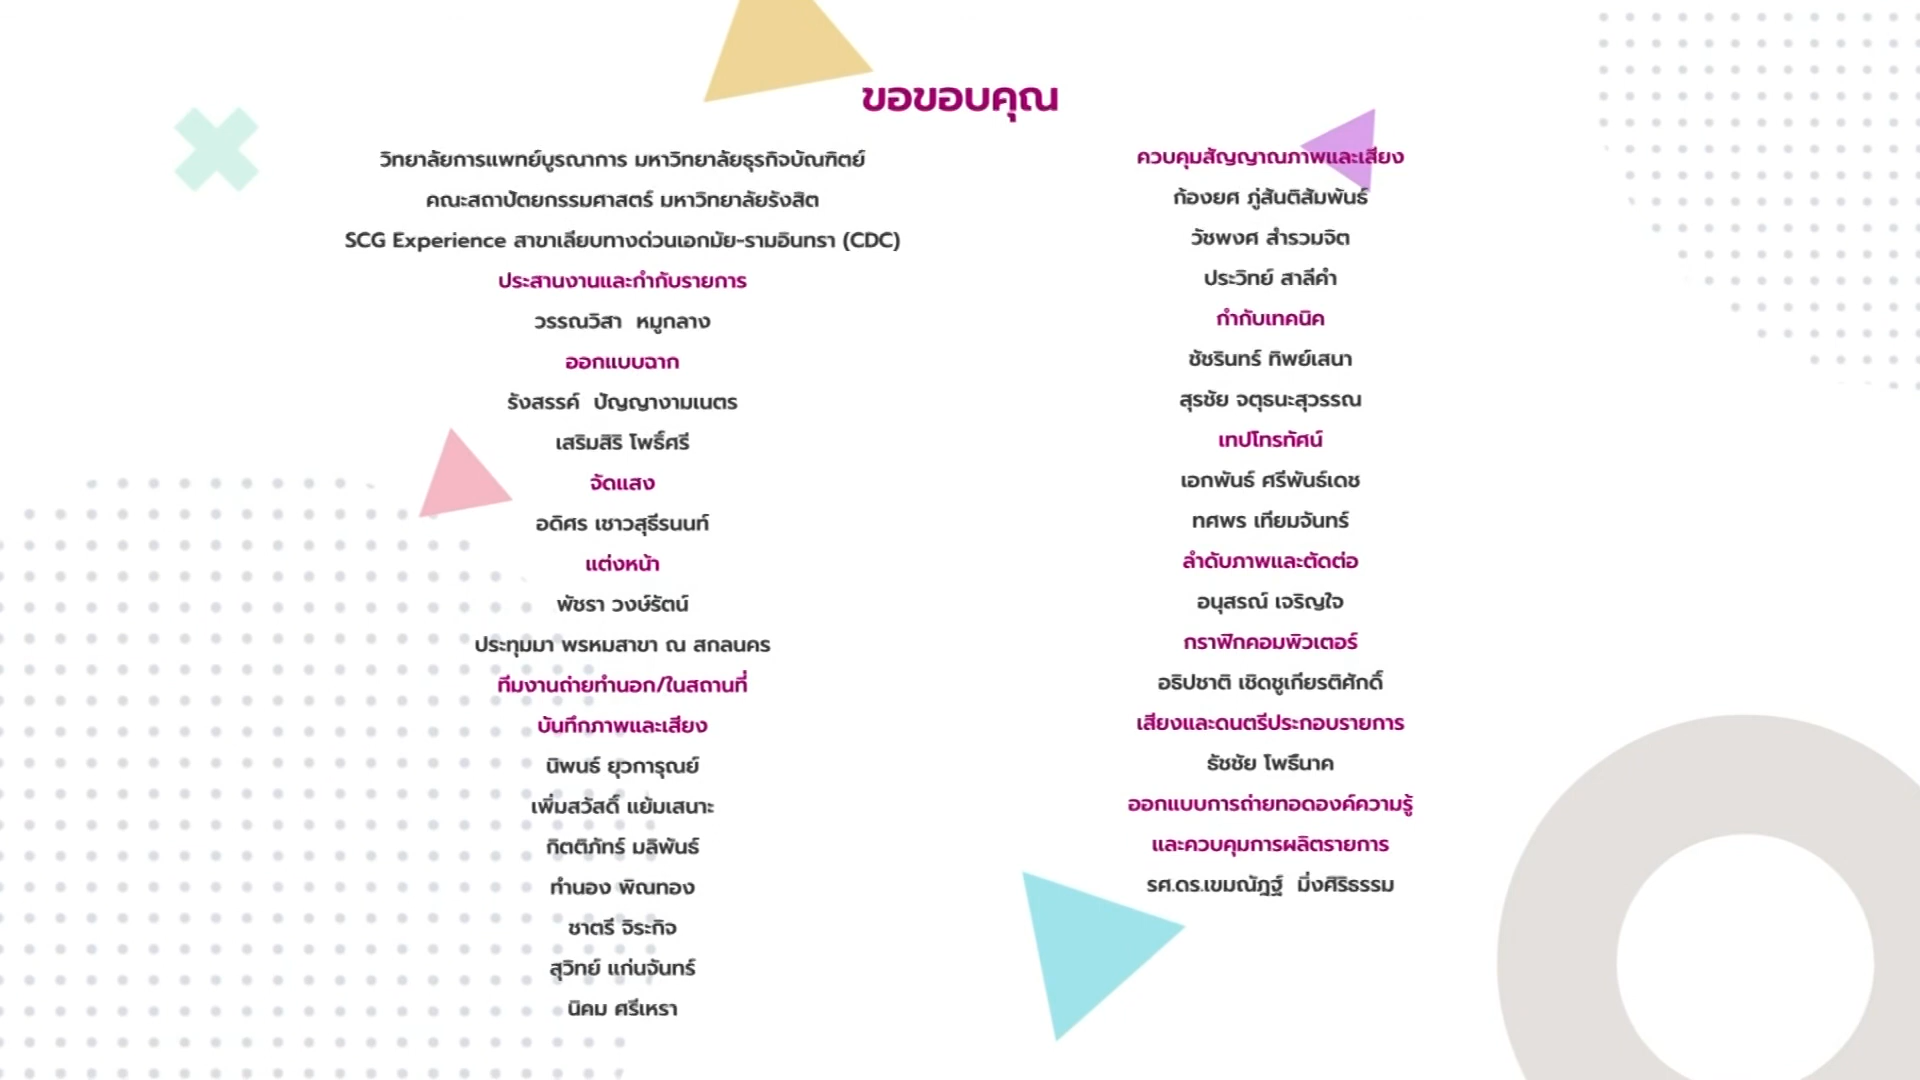 ขอขอบคุณ
วิทยาลัยการแพทย์บูรณาการ มหาวิทยาลัยธุรกิจบัณฑิตย์
คณะสถาปัตยกรรมศาสตร์ มหาวิทยาลัยรังสิต
SCG Experience สาขาเลียบทางด่วนเอกมัย-รามอินทรา (CDC)
ประสานงานและกำกับรายการ
วรรณวิสา หมูกลาง
ออกแบบฉาก
รังสรรค์ ปัญญางามเนตร
เสริมสิริ โพธิ์ศรี
จัดแสง
อดิศร เชาวสุธีรนนท์
แต่งหน้า
พัชรา วงษ์รัตน์
ประทุมมา พรหมสาขา ณ สกลนคร
ทีมงานถ่ายทำนอก/ในสถานที่
บันทึกภาพและเสียง
นิพนธ์ ยุวการุณย์
เพิ่มสวัสดิ์ แย้มเสนาะ
กิตติภัทร์ มลิพันธ์
ทำนอง พิณทอง
ชาตรี จิระกิจ
สุวิทย์ แก่นจันทร์
นิคม ศรีเหรา
ควบคุมสัญญาณภาพและเสียง
ก้องยศ ภู่สันติสัมพันธ์
วัชพงศ สำรวมจิต
ประวิทย์ สาลีคำ
กำกับเทคนิค
ชัชรินทร์ ทิพย์เสนา
สุรชัย จตุธนะสุวรรณ
เทปโทรทัศน์
เอกพันธ์ ศรีพันธ์เดช
ทศพร เทียมจันทร์
ลำดับภาพและตัดต่อ
อนุสรณ์ เจริญใจ
กราฟิกคอมพิวเตอร์
อธิปชาติ เชิดชูเกียรติศักดิ์
เสียงและดนตรีประกอบรายการ
ธัชชัย โพธืนาค
ออกแบบการถ่ายทอดองค์ความรู้
และควบคุมการผลิตรายการ
รศ.ดร.เขมณัฏฐ์ มิ่งศิริธรรม